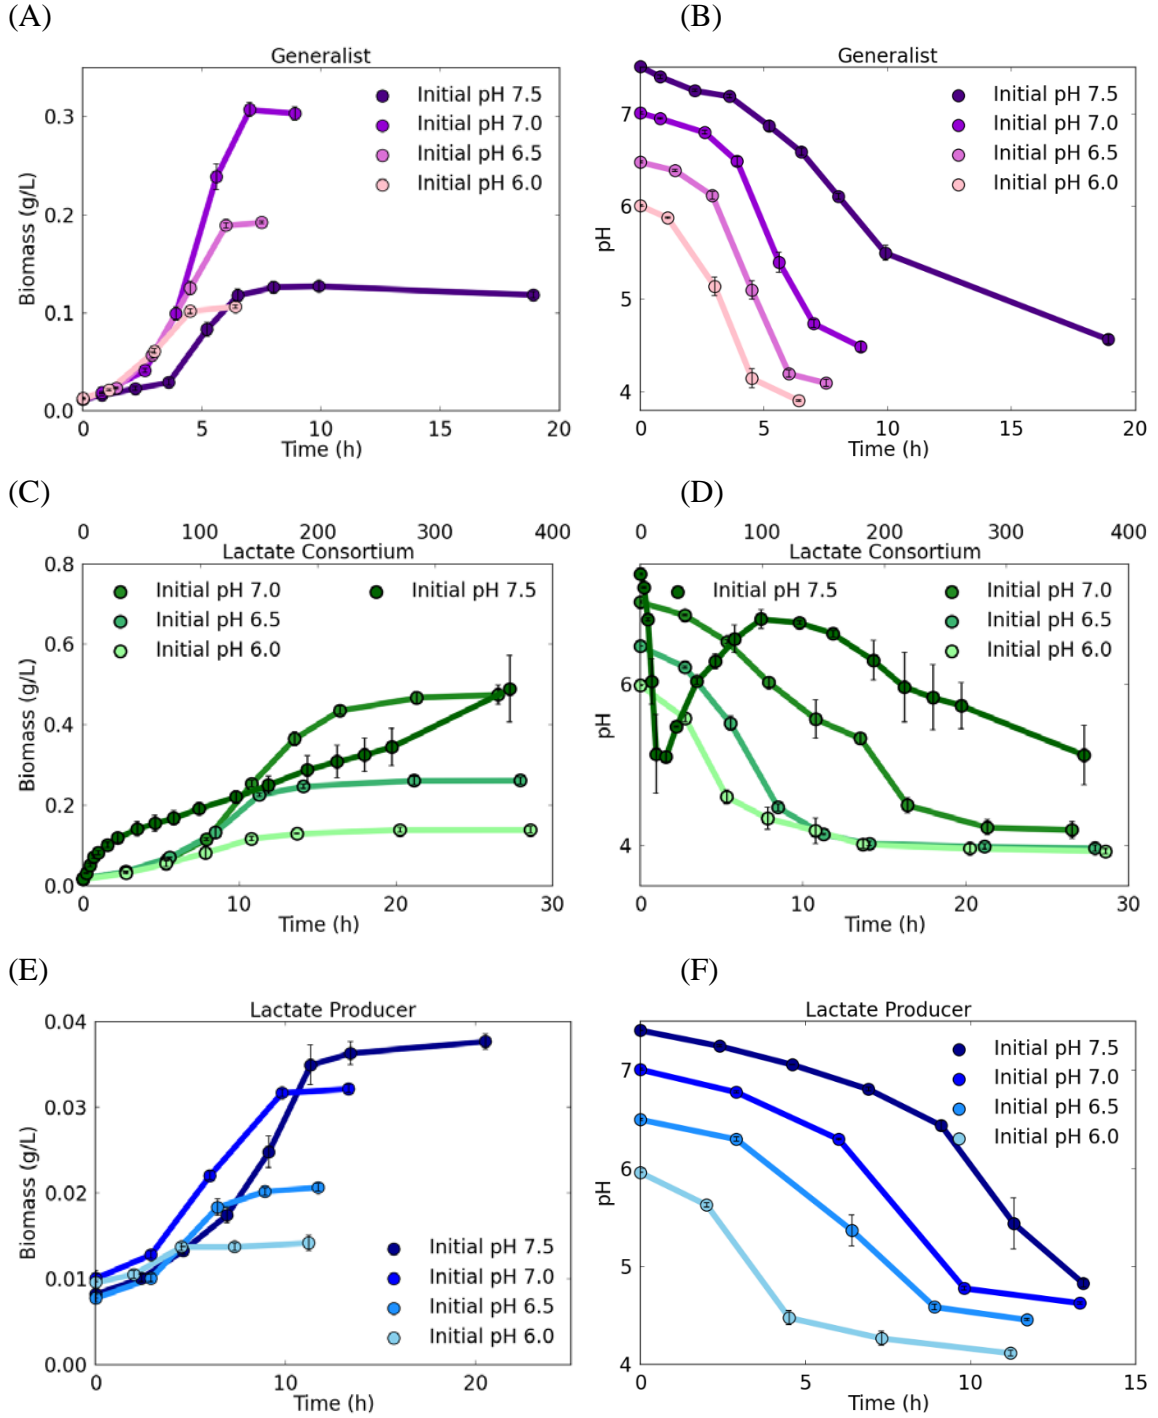 (A)
(B)
Generalist
Generalist
Initial pH 7.5
Initial pH 7.0
Initial pH 6.5
Initial pH 6.0
Initial pH 7.5
Initial pH 7.0
Initial pH 6.5
Initial pH 6.0
0.3
0.2
0.1
0.0
Biomass (g/L)
7
6
5
4
pH
0 5 10 15 20
Time (h)
0 5 10 15 20
Time (h)
(C)
(D)
0 100 200 300 400
Lactate Consortium
0 100 200 300 400
Lactate Consortium
Initial pH 7.0
Initial pH 6.5
Initial pH 6.0
Initial pH 7.5
Initial pH 7.5
Initial pH 7.0
Initial pH 6.5
Initial pH 6.0
0.8
0.6
0.4
0.2
0.0
Biomass (g/L)
6
4
pH
0 10 20 30
Time (h)
0 10 20 30
Time (h)
(E)
(F)
Lactate Producer
Lactate Producer
0.04
0.03
0.02
0.01
0.00
Biomass (g/L)
Initial pH 7.5
Initial pH 7.0
Initial pH 6.5
Initial pH 6.0
7
6
5
4
pH
Initial pH 7.5
Initial pH 7.0
Initial pH 6.5
Initial pH 6.0
0 10 20
Time (h)
0 5 10 15
Time (h)